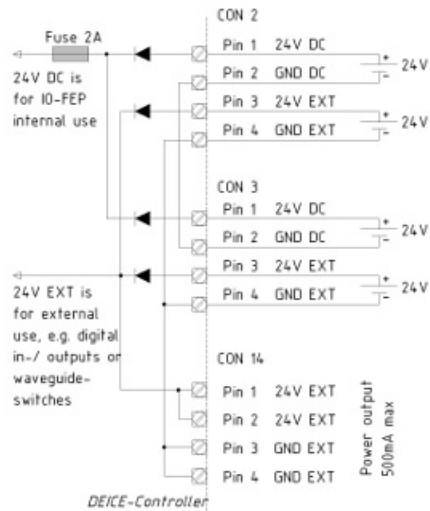 CON 2
Fuse 2A
Pin 1 24V DC
24V
Pin 2 GND DC
24V DC is
for IO-FEP
internal use
Pin 3 24V EXT
24V
Pin 4 GND EXT
CON 3
Pin 1 24V DC
24V
Pin 2 GND DC
Pin 3 24V EXT
24V
Pin 4 GND EXT
24V EXT is
for external
use, e.g. digital
in-/ outputs or
waveguide-
switches
CON 14
Pin 1 24V EXT
Pin 2 24V EXT
Pin 3 GND EXT
Pin 4 GND EXT
Power output
500mA max
DEICE-Controller